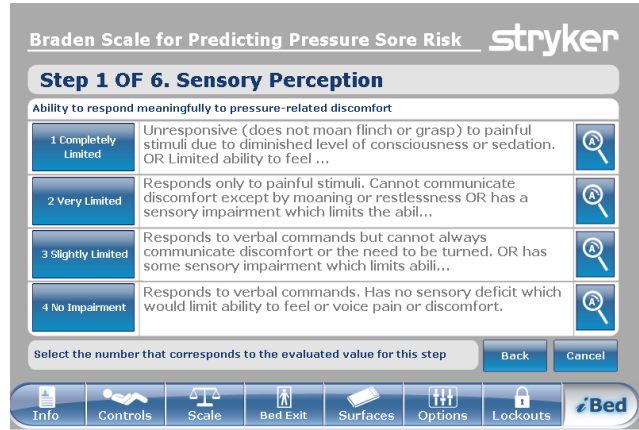 Braden Scale for Predicting Pressure Sore Risk
stryker
Step 1 OF 6. Sensory Perception
Ability to respond meaningfully to pressure-related discomfort
1 Completely
Limited
Unresponsive (does not moan flinch or grasp) to painful
stimuli due to diminished level of consciousness or sedation.
OR Limited ability to feel ...
A
2 Very Limited
Responds only to painful stimuli. Cannot communicate
discomfort except by moaning or restlessness OR has a
sensory impairment which limits the abil...
A
3 Slightly Limited
Responds to verbal commands but cannot always
communicate discomfort or the need to be turned. OR has
some sensory impairment which limits abili...
A
4 No Impairment
Responds to verbal commands. Has no sensory deficit which
would limit ability to feel or voice pain or discomfort.
A
Select the number that corresponds to the evaluated value for this step
Back
Cancel
Info
Controls
Scale
Bed Exit
Surfaces
Options
Lockouts
iBed